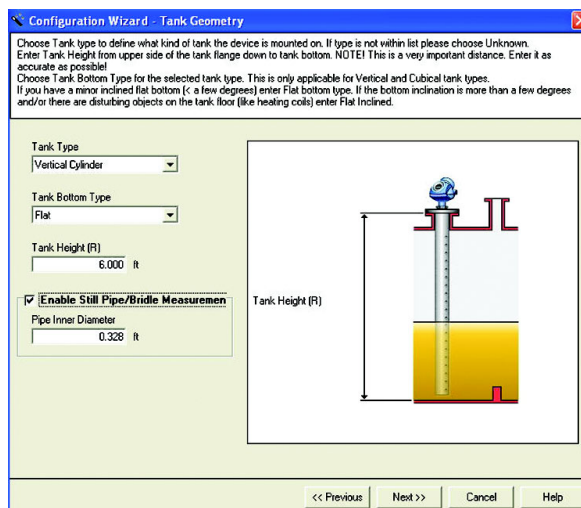 Configuration Wizard - Tank Geometry
Choose Tank type to define what kind of tank the device is mounted on. If type is not within list please choose Unknown.
Enter Tank Height from upper side of the tank flange down to tank bottom. NOTE! This is a very important distance. Enter it as
accurate as possible!
Choose Tank Bottom Type for the selected tank type. This is only applicable for Vertical and Cubical tank types.
If you have a minor inclined flat bottom (< a few degrees) enter Flat bottom type. If the bottom inclination is more than a few degrees
and/or there are disturbing objects on the tank floor (like heating coils) enter Flat Inclined.
Tank Type
Vertical Cylinder
Tank Bottom Type
Flat
Tank Height (R)
6.000 ft
Enable Still Pipe/Bridle Measuremen
Pipe Inner Diameter
0.328 ft
Tank Height (R)
<< Previous
Next >>
Cancel
Help